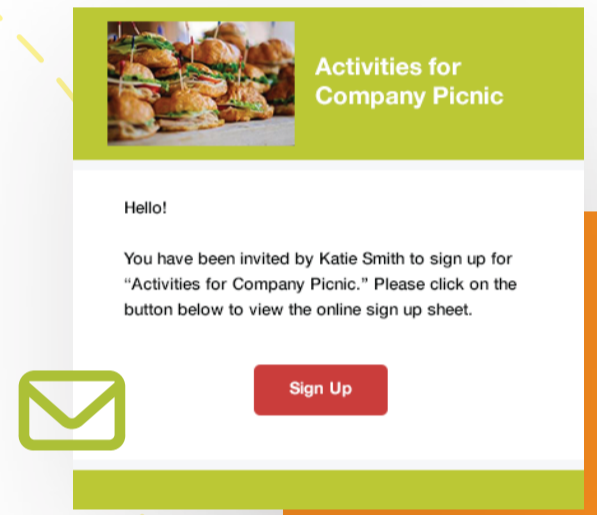 Activities for
Company Picnic
Hello!
You have been invited by Katie Smith to sign up for
“Activities for Company Picnic.” Please click on the
button below to view the online sign up sheet.
Sign Up